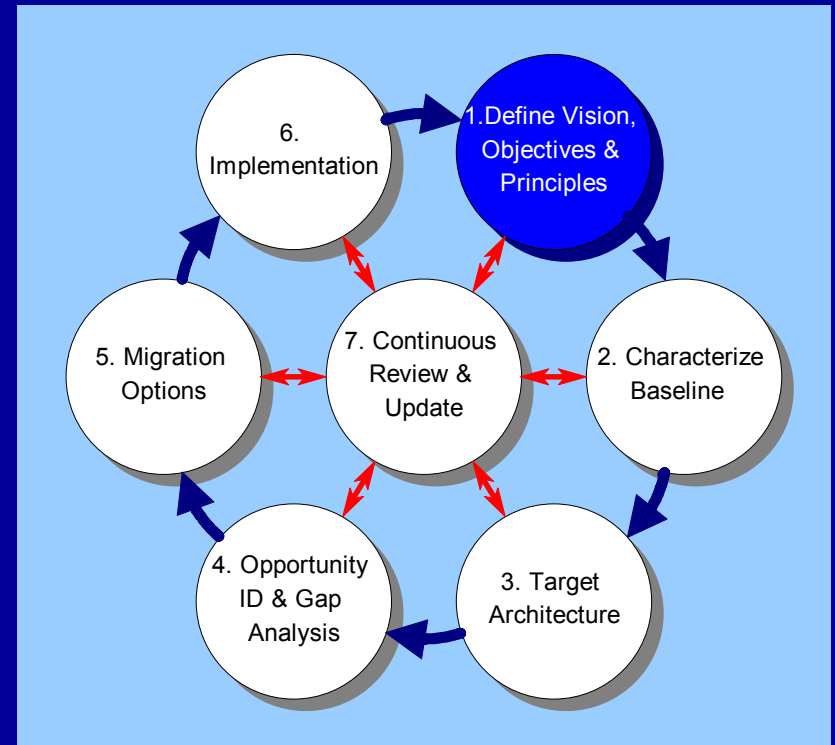 1.Define Vision,
Objectives &
Principles
2. Characterize
Baseline
3. Target
Architecture
4. Opportunity
ID & Gap
Analysis
5. Migration
Options
6.
Implementation
7. Continuous
Review &
Update